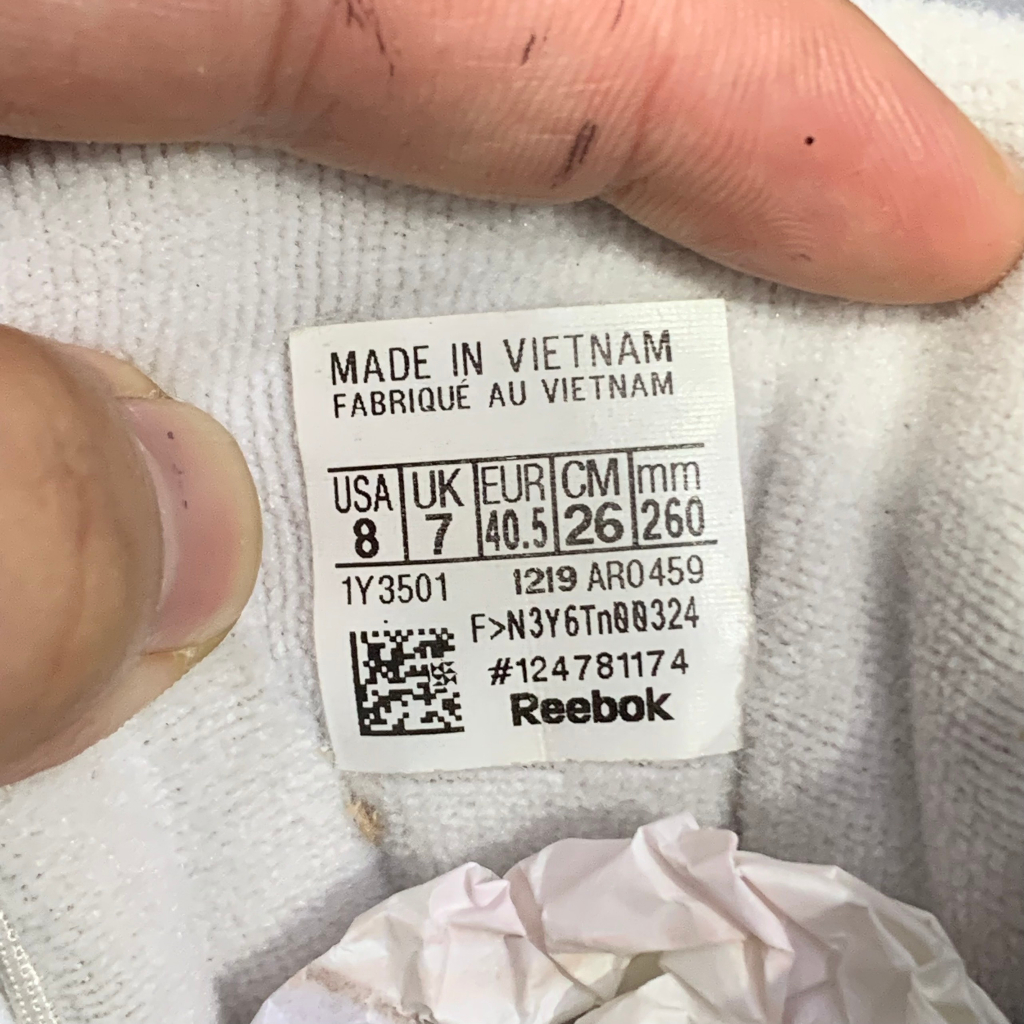 MADE IN VIETNAM
FABRIQUÉ AU VIETNAM
USA UK EUR CM mm
8 7 40.5 26 260
1Y3501 1219 AR0459
F>N3Y6Tn00324
#124781174
Reebok